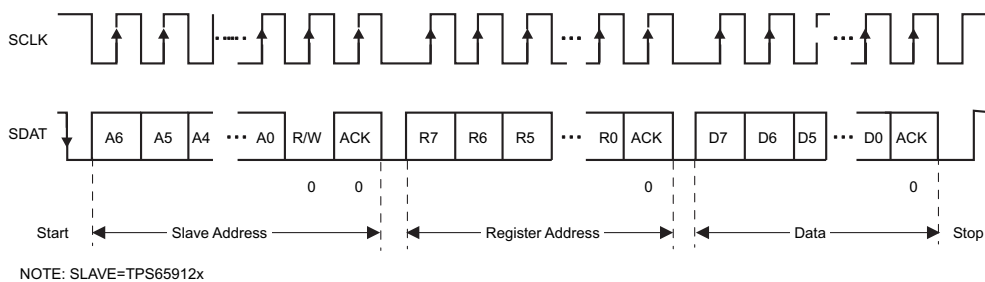 SCLK
SDAT A6 A5 A4 ... A0 R/W ACK R7 R6 R5 ... R0 ACK D7 D6 D5 ... D0 ACK
0 0 0 0
Start Slave Address Register Address Data Stop
NOTE: SLAVE=TPS65912x